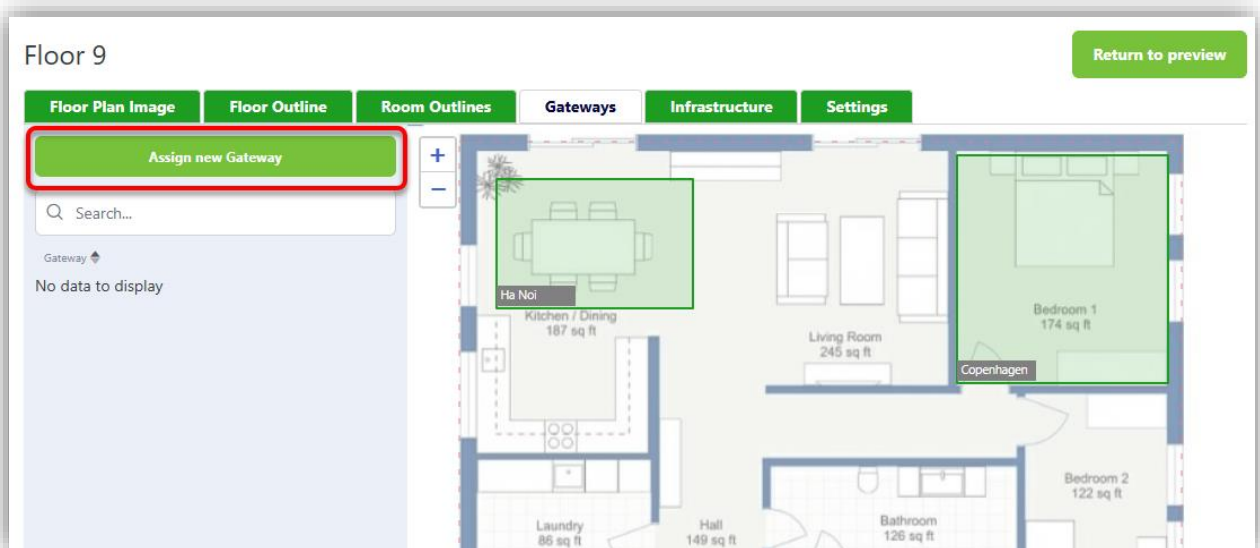 Floor 9
Return to preview
Floor Plan Image
Floor Outline
Room Outlines
Gateways
Infrastructure
Settings
Assign new Gateway
+
−
Search...
Gateway
No data to display
Ha Noi
Kitchen / Dining
187 sq ft
Living Room
245 sq ft
Bedroom 1
174 sq ft
Copenhagen
Bedroom 2
122 sq ft
Laundry
86 sq ft
Hall
149 sq ft
Bathroom
126 sq ft